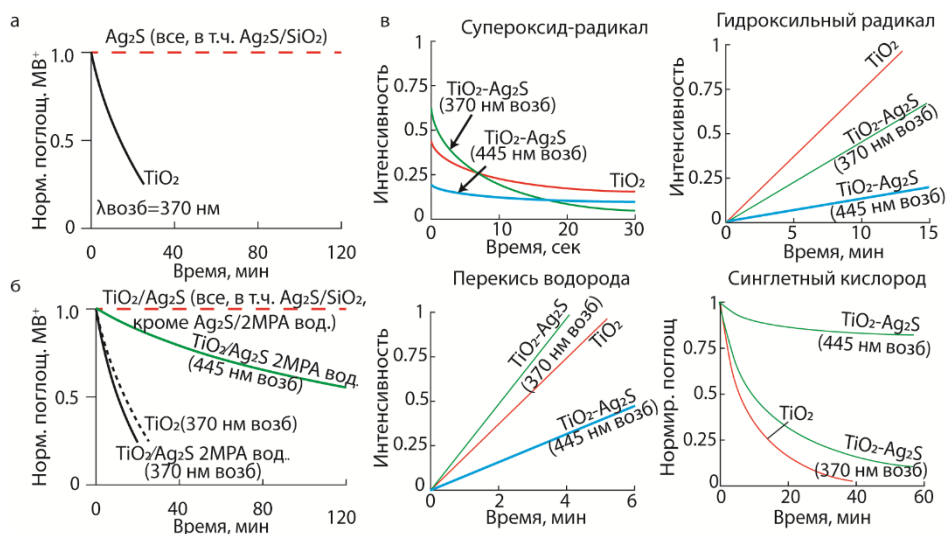 а
Ag₂S (все, в т.ч. Ag₂S/SiO₂)
Норм. поглощ. MB⁺
1.0
0.5
0
TiO₂
λвозб=370 нм
0
40
80
120
Время, мин
б
TiO₂/Ag₂S (все, в т.ч. Ag₂S/SiO₂,
кроме Ag₂S/2MPA вод.)
TiO₂/Ag₂S 2MPA вод.
(445 нм возб)
Норм. поглощ. MB⁺
1.0
0.5
0
TiO₂(370 нм возб)
TiO₂/Ag₂S 2MPA вод..
(370 нм возб)
0
40
80
120
Время, мин
в
Супероксид-радикал
Интенсивность
1
0.75
0.5
0.25
0
TiO₂-Ag₂S
(370 нм возб)
TiO₂-Ag₂S
(445 нм возб)
TiO₂
0
10
20
30
Время, сек
Гидроксильный радикал
Интенсивность
1
0.75
0.5
0.25
0
TiO₂
TiO₂-Ag₂S
(370 нм возб)
TiO₂-Ag₂S
(445 нм возб)
0
5
10
15
Время, мин
Перекись водорода
Интенсивность
1
0.75
0.5
0.25
0
TiO₂-Ag₂S
(370 нм возб)
TiO₂
TiO₂-Ag₂S
(445 нм возб)
0
2
4
6
Время, мин
Синглетный кислород
Нормир. поглощ
1
0.75
0.5
0.25
0
TiO₂-Ag₂S
(445 нм возб)
TiO₂
TiO₂-Ag₂S
(370 нм возб)
0
20
40
60
Время, мин